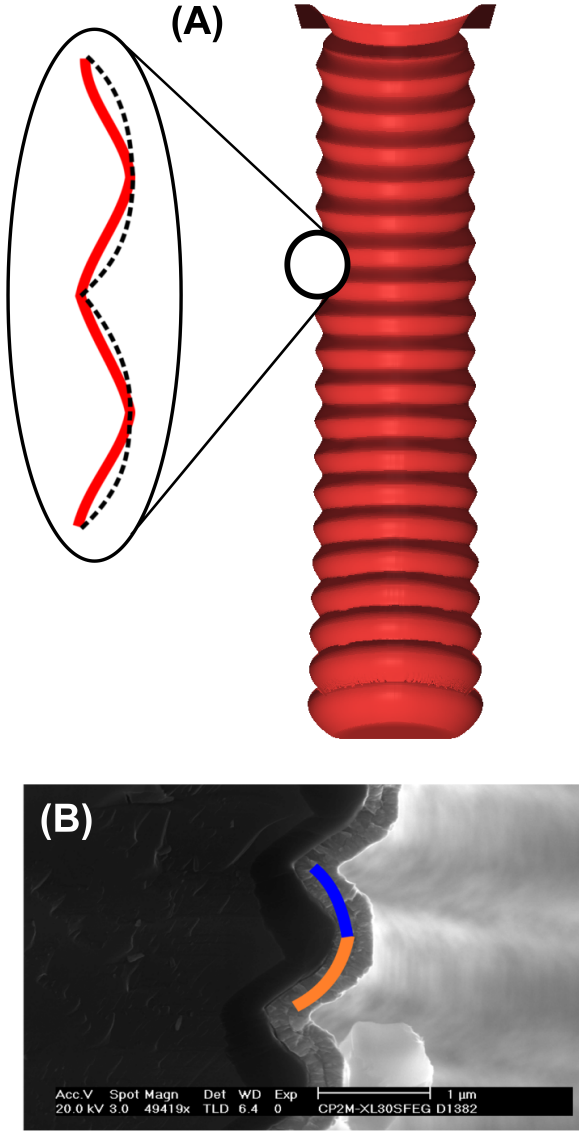 (A)
(B)
Acc.V Spot Magn Det WD Exp 1 µm
20.0 kV 3.0 49419x TLD 6.4 0 CP2M-XL30SFEG D1382